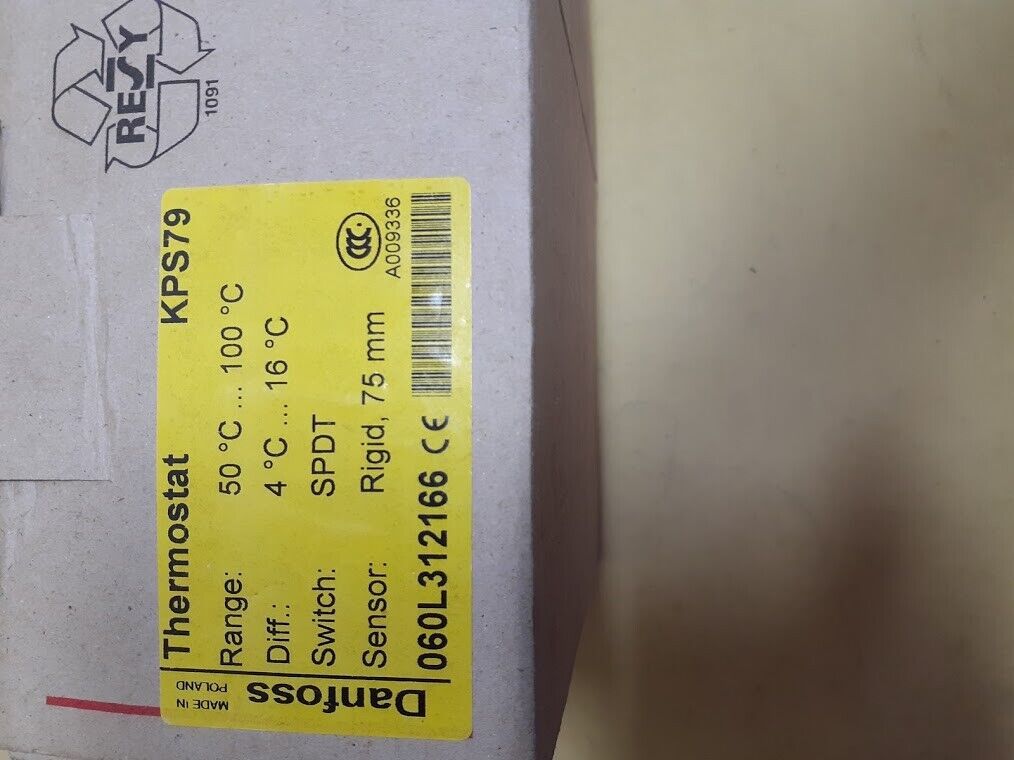 RESY
1091
Thermostat KPS79
Range: 50 °C ... 100 °C
Diff.: 4 °C ... 16 °C
Switch: SPDT
Sensor: Rigid, 75 mm
CCC
A009336
060L312166 CE
MADE IN
POLAND
Danfoss